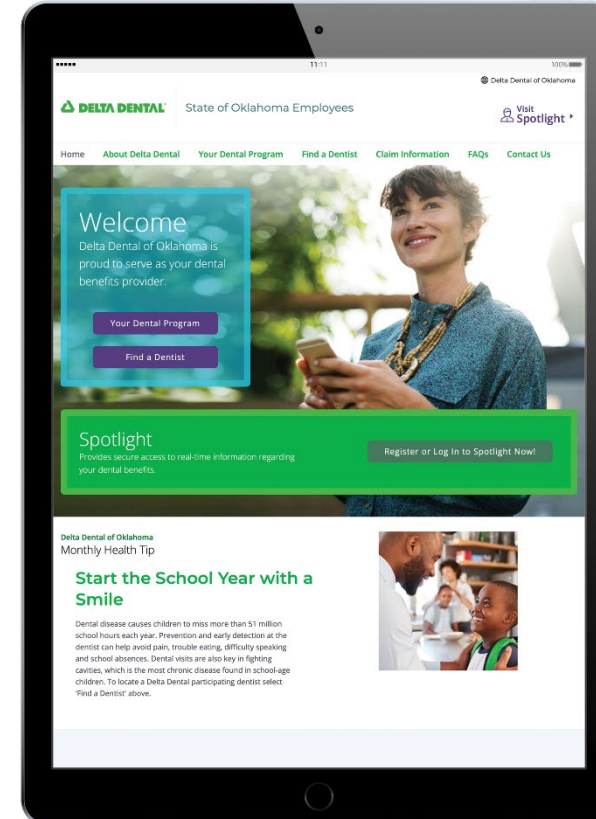 11:11
100%
Delta Dental of Oklahoma
DELTA DENTAL®
State of Oklahoma Employees
Visit
Spotlight
Home About Delta Dental Your Dental Program Find a Dentist Claim Information FAQs Contact Us
Welcome
Delta Dental of Oklahoma is
proud to serve as your dental
benefits provider.
Your Dental Program
Find a Dentist
Spotlight
Provides secure access to real-time information regarding
your dental benefits.
Register or Log In to Spotlight Now!
Delta Dental of Oklahoma
Monthly Health Tip
Start the School Year with a
Smile
Dental disease causes children to miss more than 51 million
school hours each year. Prevention and early detection at the
dentist can help avoid pain, trouble eating, difficulty speaking
and school absences. Dental visits are also key in fighting
cavities, which is the most chronic disease found in school-age
children. To locate a Delta Dental participating dentist select
'Find a Dentist' above.